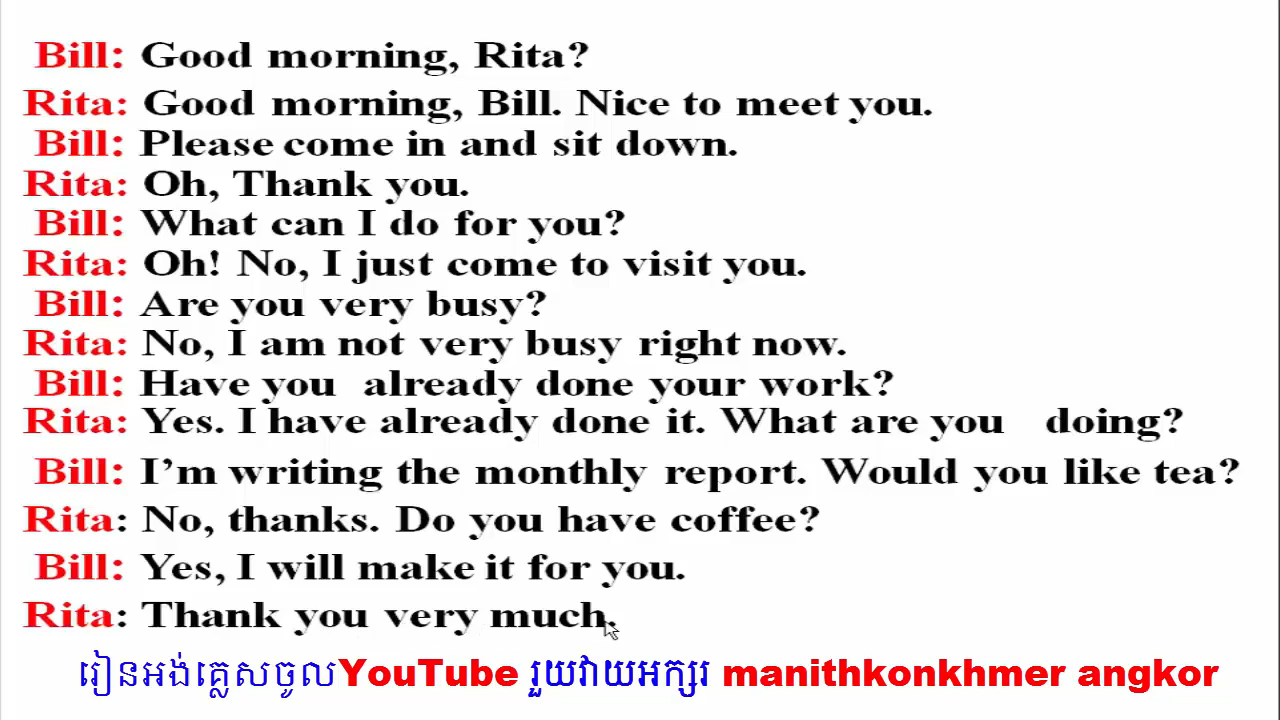 Bill: Good morning, Rita?
Rita: Good morning, Bill. Nice to meet you.
Bill: Please come in and sit down.
Rita: Oh, Thank you.
Bill: What can I do for you?
Rita: Oh! No, I just come to visit you.
Bill: Are you very busy?
Rita: No, I am not very busy right now.
Bill: Have you already done your work?
Rita: Yes. I have already done it. What are you doing?
Bill: I’m writing the monthly report. Would you like tea?
Rita: No, thanks. Do you have coffee?
Bill: Yes, I will make it for you.
Rita: Thank you very much.
រៀនអង់គ្លេសចូលYouTube រួយវាយអក្សរ manithkonkhmer angkor